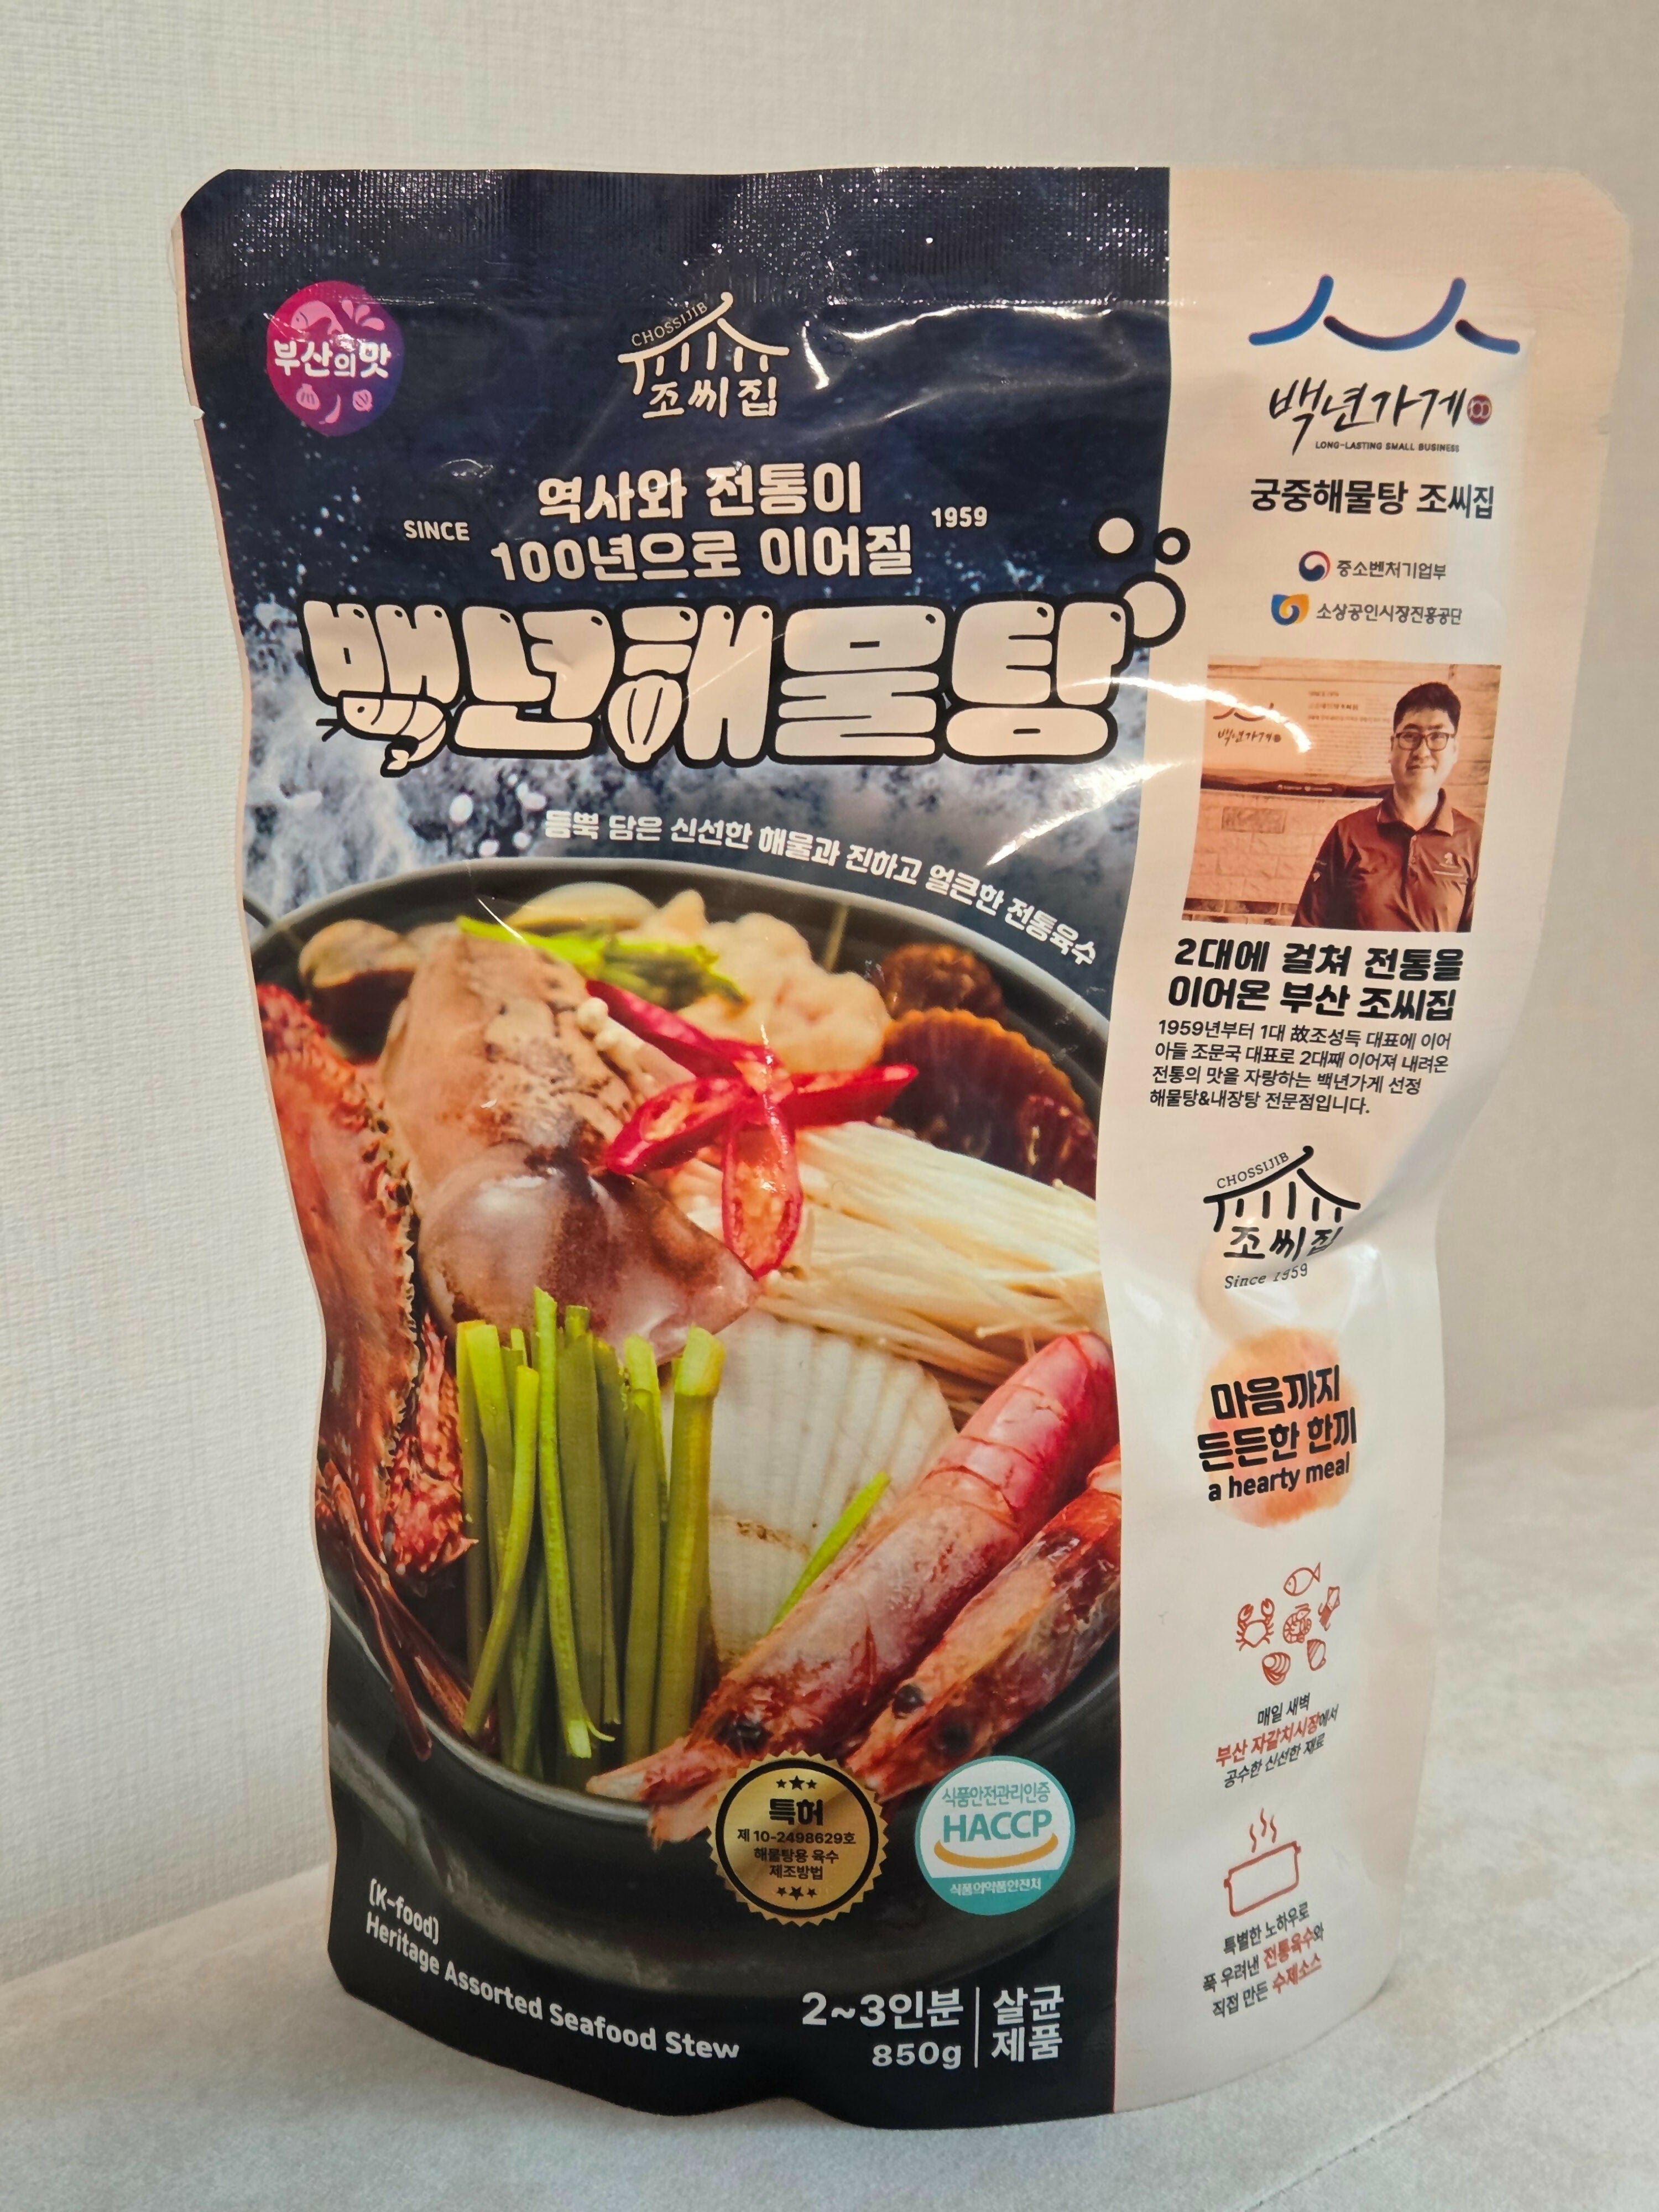 부산의맛
CHOSSIJIB
조씨집
역사와 전통이
SINCE
1959
100년으로 이어질
백년해물탕
듬뿍 담은 신선한 해물과 진하고 얼큰한 전통육수
특허
제 10-2498629호
해물탕용 육수
제조방법
식품안전관리인증
HACCP
식품의약품안전처
(K-food)
Heritage Assorted Seafood Stew
2~3인분
850g
살균
제품
백년가게 100
LONG-LASTING SMALL BUSINESS
궁중해물탕 조씨집
중소벤처기업부
소상공인시장진흥공단
백년가게
2대에 걸쳐 전통을
이어온 부산 조씨집
1959년부터 1대 故조성득 대표에 이어
아들 조문국 대표로 2대째 이어져 내려온
전통의 맛을 자랑하는 백년가게 선정
해물탕&내장탕 전문점입니다.
CHOSSIJIB
조씨집
Since 1959
마음까지
든든한 한끼
a hearty meal
매일 새벽
부산 자갈치시장에서
공수한 신선한 재료
특별한 노하우로
푹 우려낸 전통육수와
직접 만든 수제소스